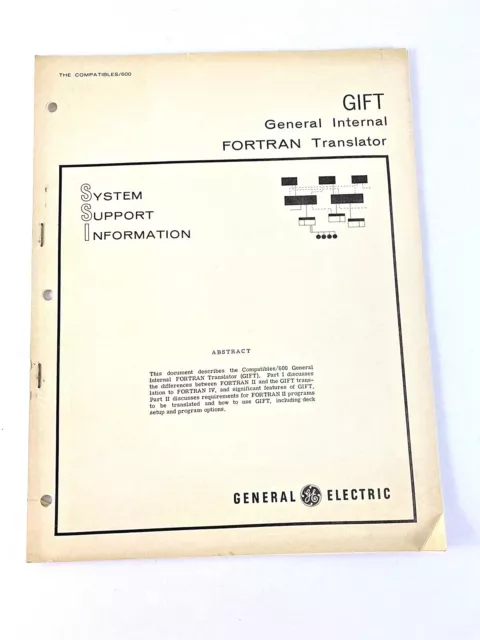 THE COMPATIBLES/600
GIFT
General Internal
FORTRAN Translator
SYSTEM
SUPPORT
INFORMATION
ABSTRACT
This document describes the Compatibles/600 General
Internal FORTRAN Translator (GIFT). Part I discusses
the differences between FORTRAN II and the GIFT trans-
lation to FORTRAN IV, and significant features of GIFT.
Part II discusses requirements for FORTRAN II programs
to be translated and how to use GIFT, including deck
setup and program options.
GENERAL GE ELECTRIC